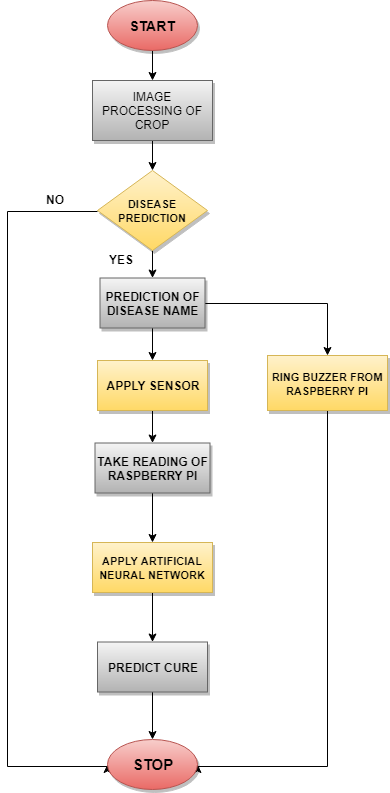 START
IMAGE
PROCESSING OF
CROP
NO
DISEASE
PREDICTION
YES
PREDICTION OF
DISEASE NAME
APPLY SENSOR
RING BUZZER FROM
RASPBERRY PI
TAKE READING OF
RASPBERRY PI
APPLY ARTIFICIAL
NEURAL NETWORK
PREDICT CURE
STOP